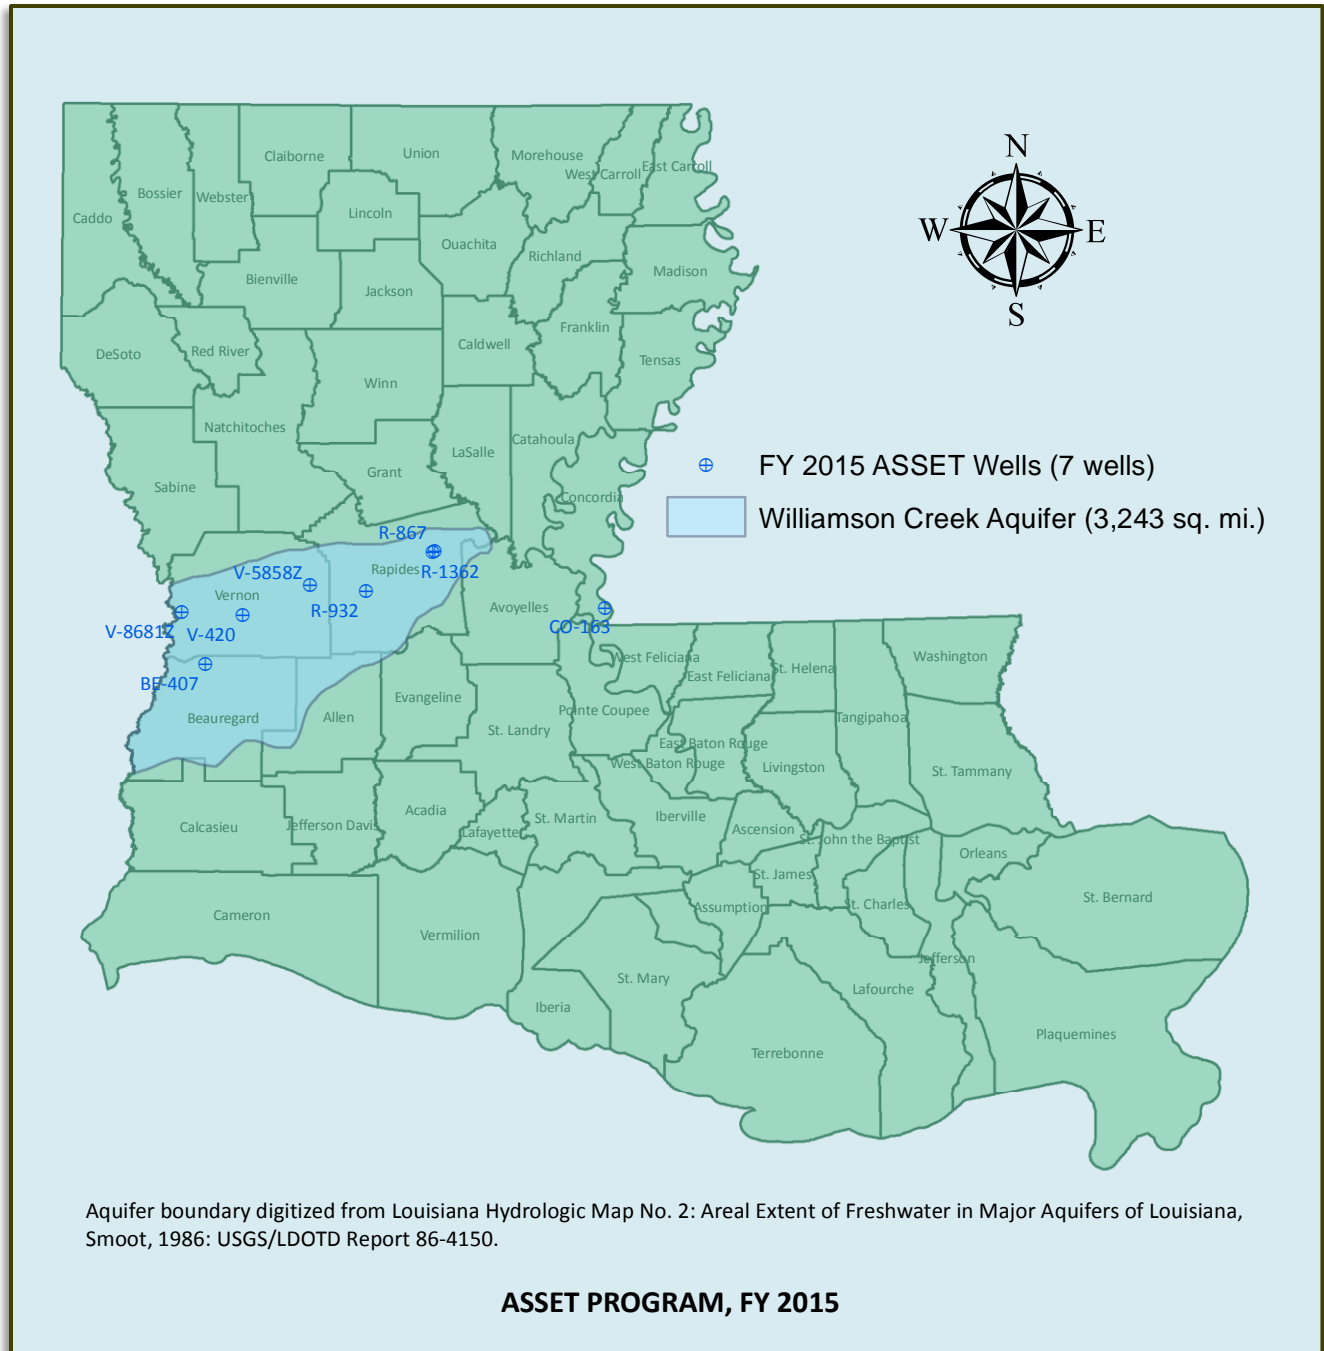 N
W
E
S
Caddo
Bossier
Webster
Claiborne
Union
Morehouse
West Carroll
East Carroll
Lincoln
Ouachita
Richland
Madison
Bienville
Jackson
DeSoto
Red River
Caldwell
Franklin
Tensas
Winn
Natchitoches
LaSalle
Catahoula
Grant
Sabine
Concordia
FY 2015 ASSET Wells (7 wells)
Williamson Creek Aquifer (3,243 sq. mi.)
R-867
Rapides
R-1362
V-5858Z
Vernon
R-932
Avoyelles
V-8681Z
V-420
CO-163
BE-407
West Feliciana
East Feliciana
St. Helena
Washington
Beauregard
Allen
Evangeline
Pointe Coupee
Tangipahoa
St. Landry
East Baton Rouge
West Baton Rouge
Livingston
St. Tammany
Calcasieu
Jefferson Davis
Acadia
Lafayette
St. Martin
Iberville
Ascension
St. John the Baptist
Orleans
St. James
St. Bernard
Cameron
Vermilion
Assumption
St. Charles
Jefferson
St. Mary
Lafourche
Iberia
Terrebonne
Plaquemines
Aquifer boundary digitized from Louisiana Hydrologic Map No. 2: Areal Extent of Freshwater in Major Aquifers of Louisiana,
Smoot, 1986: USGS/LDOTD Report 86-4150.
ASSET PROGRAM, FY 2015